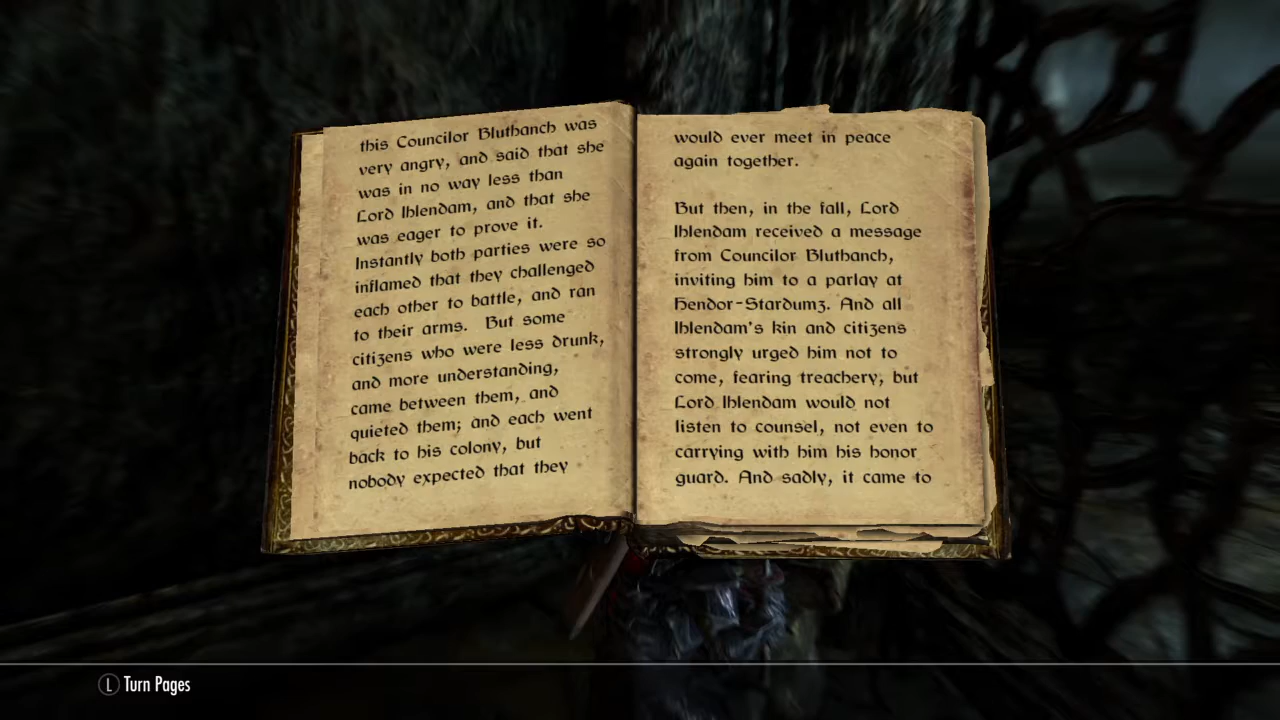 this Councilor Bluthanch was
very angry, and said that she
was in no way less than
Lord Ihlendam, and that she
was eager to prove it.
Instantly both parties were so
inflamed that they challenged
each other to battle, and ran
to their arms.  But some
citizens who were less drunk,
and more understanding,
came between them, and
quieted them; and each went
back to his colony, but
nobody expected that they
would ever meet in peace
again together.
But then, in the fall, Lord
Ihlendam received a message
from Councilor Bluthanch,
inviting him to a parlay at
Hendor-Stardumz. And all
Ihlendam's kin and citizens
strongly urged him not to
come, fearing treachery; but
Lord Ihlendam would not
listen to counsel, not even to
carrying with him his honor
guard. And sadly, it came to
L Turn Pages